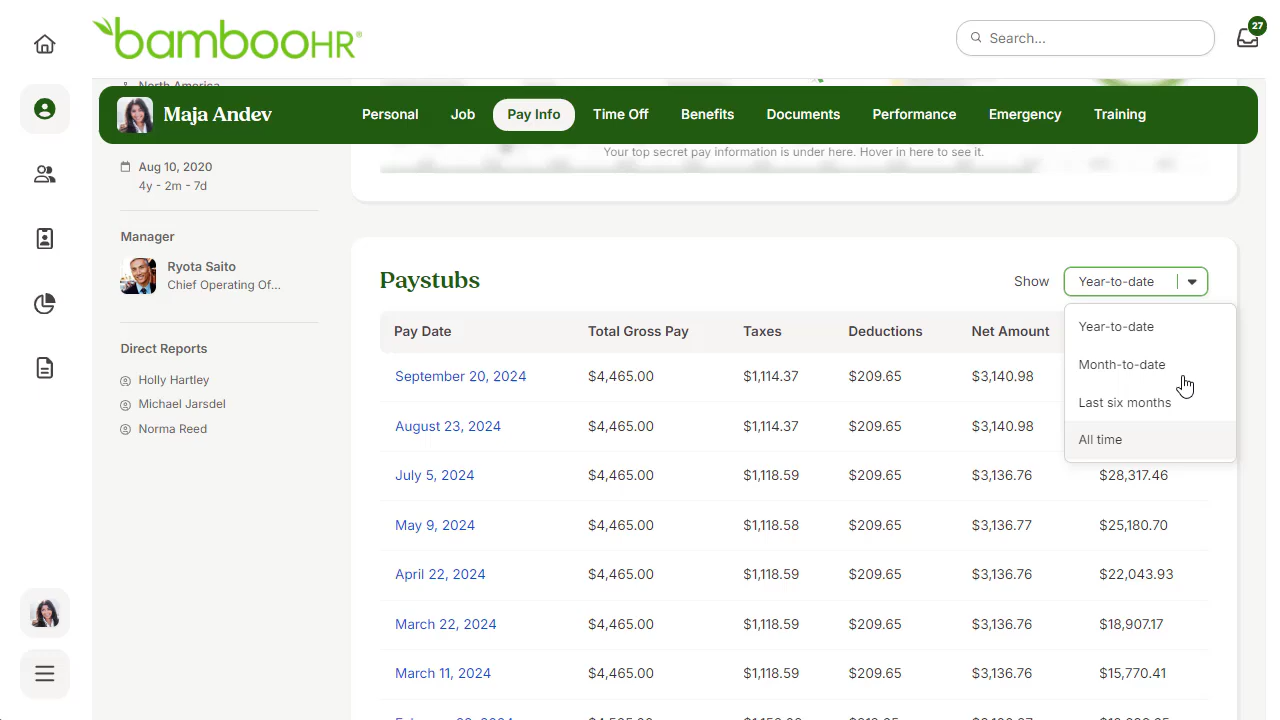 bambooHR®
Search...
27
North America
Maja Andev
Personal
Job
Pay Info
Time Off
Benefits
Documents
Performance
Emergency
Training
Your top secret pay information is under here. Hover in here to see it.
Aug 10, 2020
4y - 2m - 7d
Manager
Ryota Saito
Chief Operating Of...
Direct Reports
Holly Hartley
Michael Jarsdel
Norma Reed
Paystubs
Show
Year-to-date
Year-to-date
Month-to-date
Last six months
All time
Pay Date Total Gross Pay Taxes Deductions Net Amount
September 20, 2024 $4,465.00 $1,114.37 $209.65 $3,140.98
August 23, 2024 $4,465.00 $1,114.37 $209.65 $3,140.98
July 5, 2024 $4,465.00 $1,118.59 $209.65 $3,136.76 $28,317.46
May 9, 2024 $4,465.00 $1,118.58 $209.65 $3,136.77 $25,180.70
April 22, 2024 $4,465.00 $1,118.59 $209.65 $3,136.76 $22,043.93
March 22, 2024 $4,465.00 $1,118.59 $209.65 $3,136.76 $18,907.17
March 11, 2024 $4,465.00 $1,118.59 $209.65 $3,136.76 $15,770.41